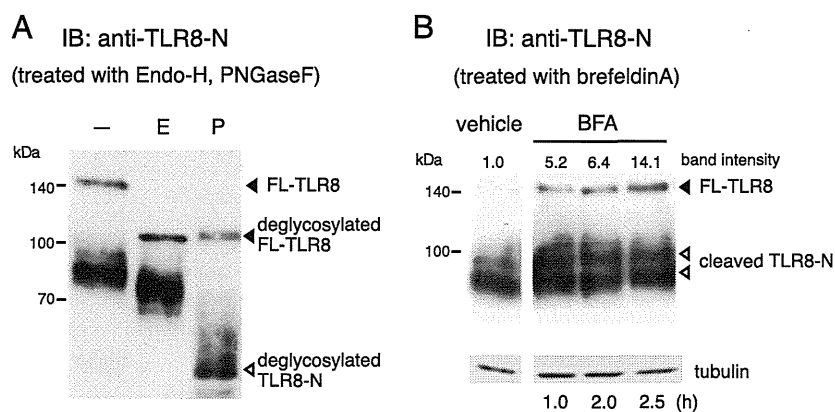 A
IB: anti-TLR8-N
(treated with Endo-H, PNGaseF)
– E P
kDa
140
100
70
FL-TLR8
deglycosylated
FL-TLR8
deglycosylated
TLR8-N
B
IB: anti-TLR8-N
(treated with brefeldinA)
vehicle BFA
kDa 1.0 5.2 6.4 14.1 band intensity
140
100
FL-TLR8
cleaved TLR8-N
tubulin
1.0 2.0 2.5 (h)